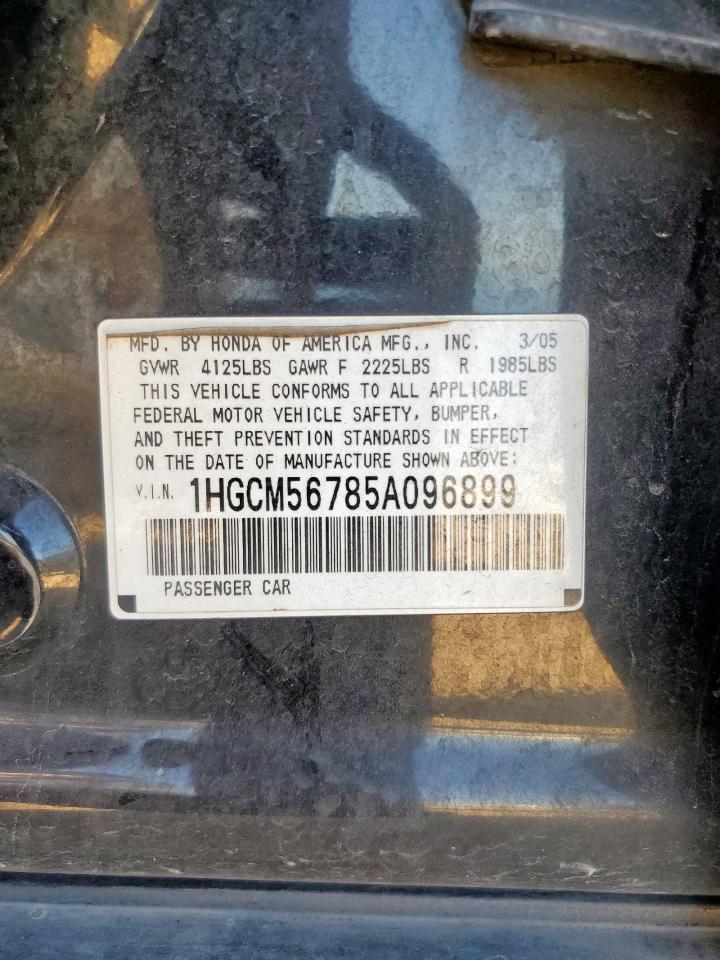 MFD. BY HONDA OF AMERICA MFG., INC. 3/05
GVWR 4125LBS GAWR F 2225LBS R 1985LBS
THIS VEHICLE CONFORMS TO ALL APPLICABLE
FEDERAL MOTOR VEHICLE SAFETY, BUMPER,
AND THEFT PREVENTION STANDARDS IN EFFECT
ON THE DATE OF MANUFACTURE SHOWN ABOVE:
V.I.N. 1HGCM56785A096899
PASSENGER CAR